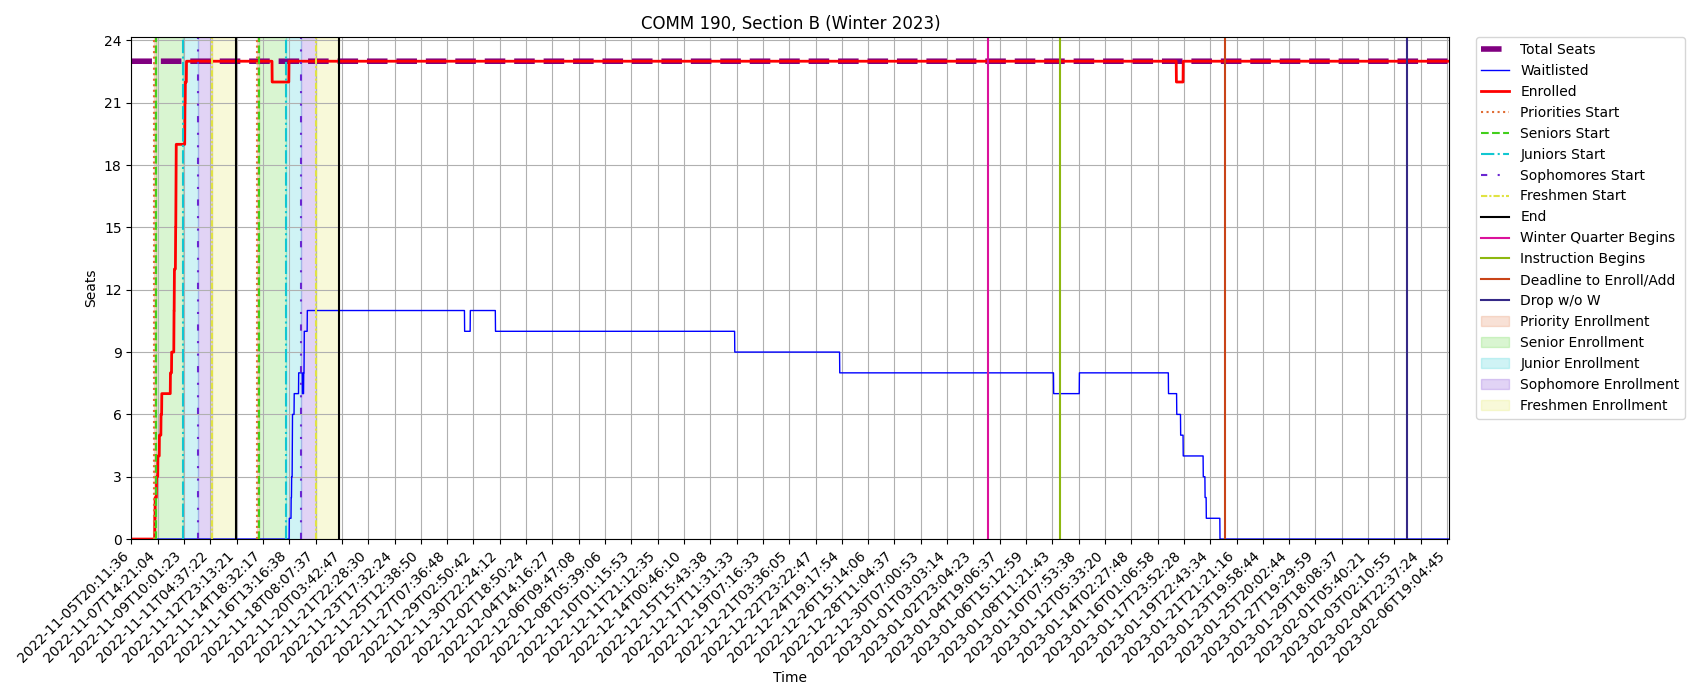 COMM 190, Section B (Winter 2023)
Seats
24
21
18
15
12
9
6
3
0
2022-11-05T20:11:36
2022-11-07T14:21:04
2022-11-09T10:01:23
2022-11-11T04:37:22
2022-11-12T23:13:21
2022-11-14T18:32:17
2022-11-16T13:16:38
2022-11-18T08:07:37
2022-11-20T03:42:47
2022-11-21T22:28:30
2022-11-23T17:32:24
2022-11-25T12:38:50
2022-11-27T07:36:48
2022-11-29T02:50:42
2022-11-30T22:24:12
2022-12-02T18:50:24
2022-12-04T14:16:27
2022-12-06T09:47:08
2022-12-08T05:39:06
2022-12-10T01:15:53
2022-12-11T21:12:35
2022-12-14T00:46:10
2022-12-15T15:43:38
2022-12-17T11:31:33
2022-12-19T07:16:33
2022-12-21T03:36:05
2022-12-22T23:22:47
2022-12-24T19:17:54
2022-12-26T15:14:06
2022-12-28T11:04:37
2022-12-30T07:00:53
2023-01-01T03:03:14
2023-01-02T23:04:23
2023-01-04T19:06:37
2023-01-06T15:12:59
2023-01-08T11:21:43
2023-01-10T07:53:38
2023-01-12T05:33:20
2023-01-14T02:27:48
2023-01-16T01:06:58
2023-01-17T23:52:28
2023-01-19T22:43:34
2023-01-21T21:21:16
2023-01-23T19:58:44
2023-01-25T20:02:44
2023-01-27T19:29:59
2023-01-29T18:08:37
2023-02-01T05:40:21
2023-02-03T02:10:55
2023-02-04T22:37:24
2023-02-06T19:04:45
Time
Total Seats
Waitlisted
Enrolled
Priorities Start
Seniors Start
Juniors Start
Sophomores Start
Freshmen Start
End
Winter Quarter Begins
Instruction Begins
Deadline to Enroll/Add
Drop w/o W
Priority Enrollment
Senior Enrollment
Junior Enrollment
Sophomore Enrollment
Freshmen Enrollment